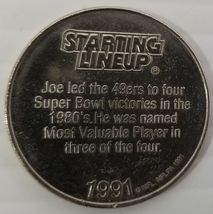 STARTING
LINEUP®
Joe led the 49ers to four
Super Bowl victories in the
1980's. He was named
Most Valuable Player in
three of the four.
1991